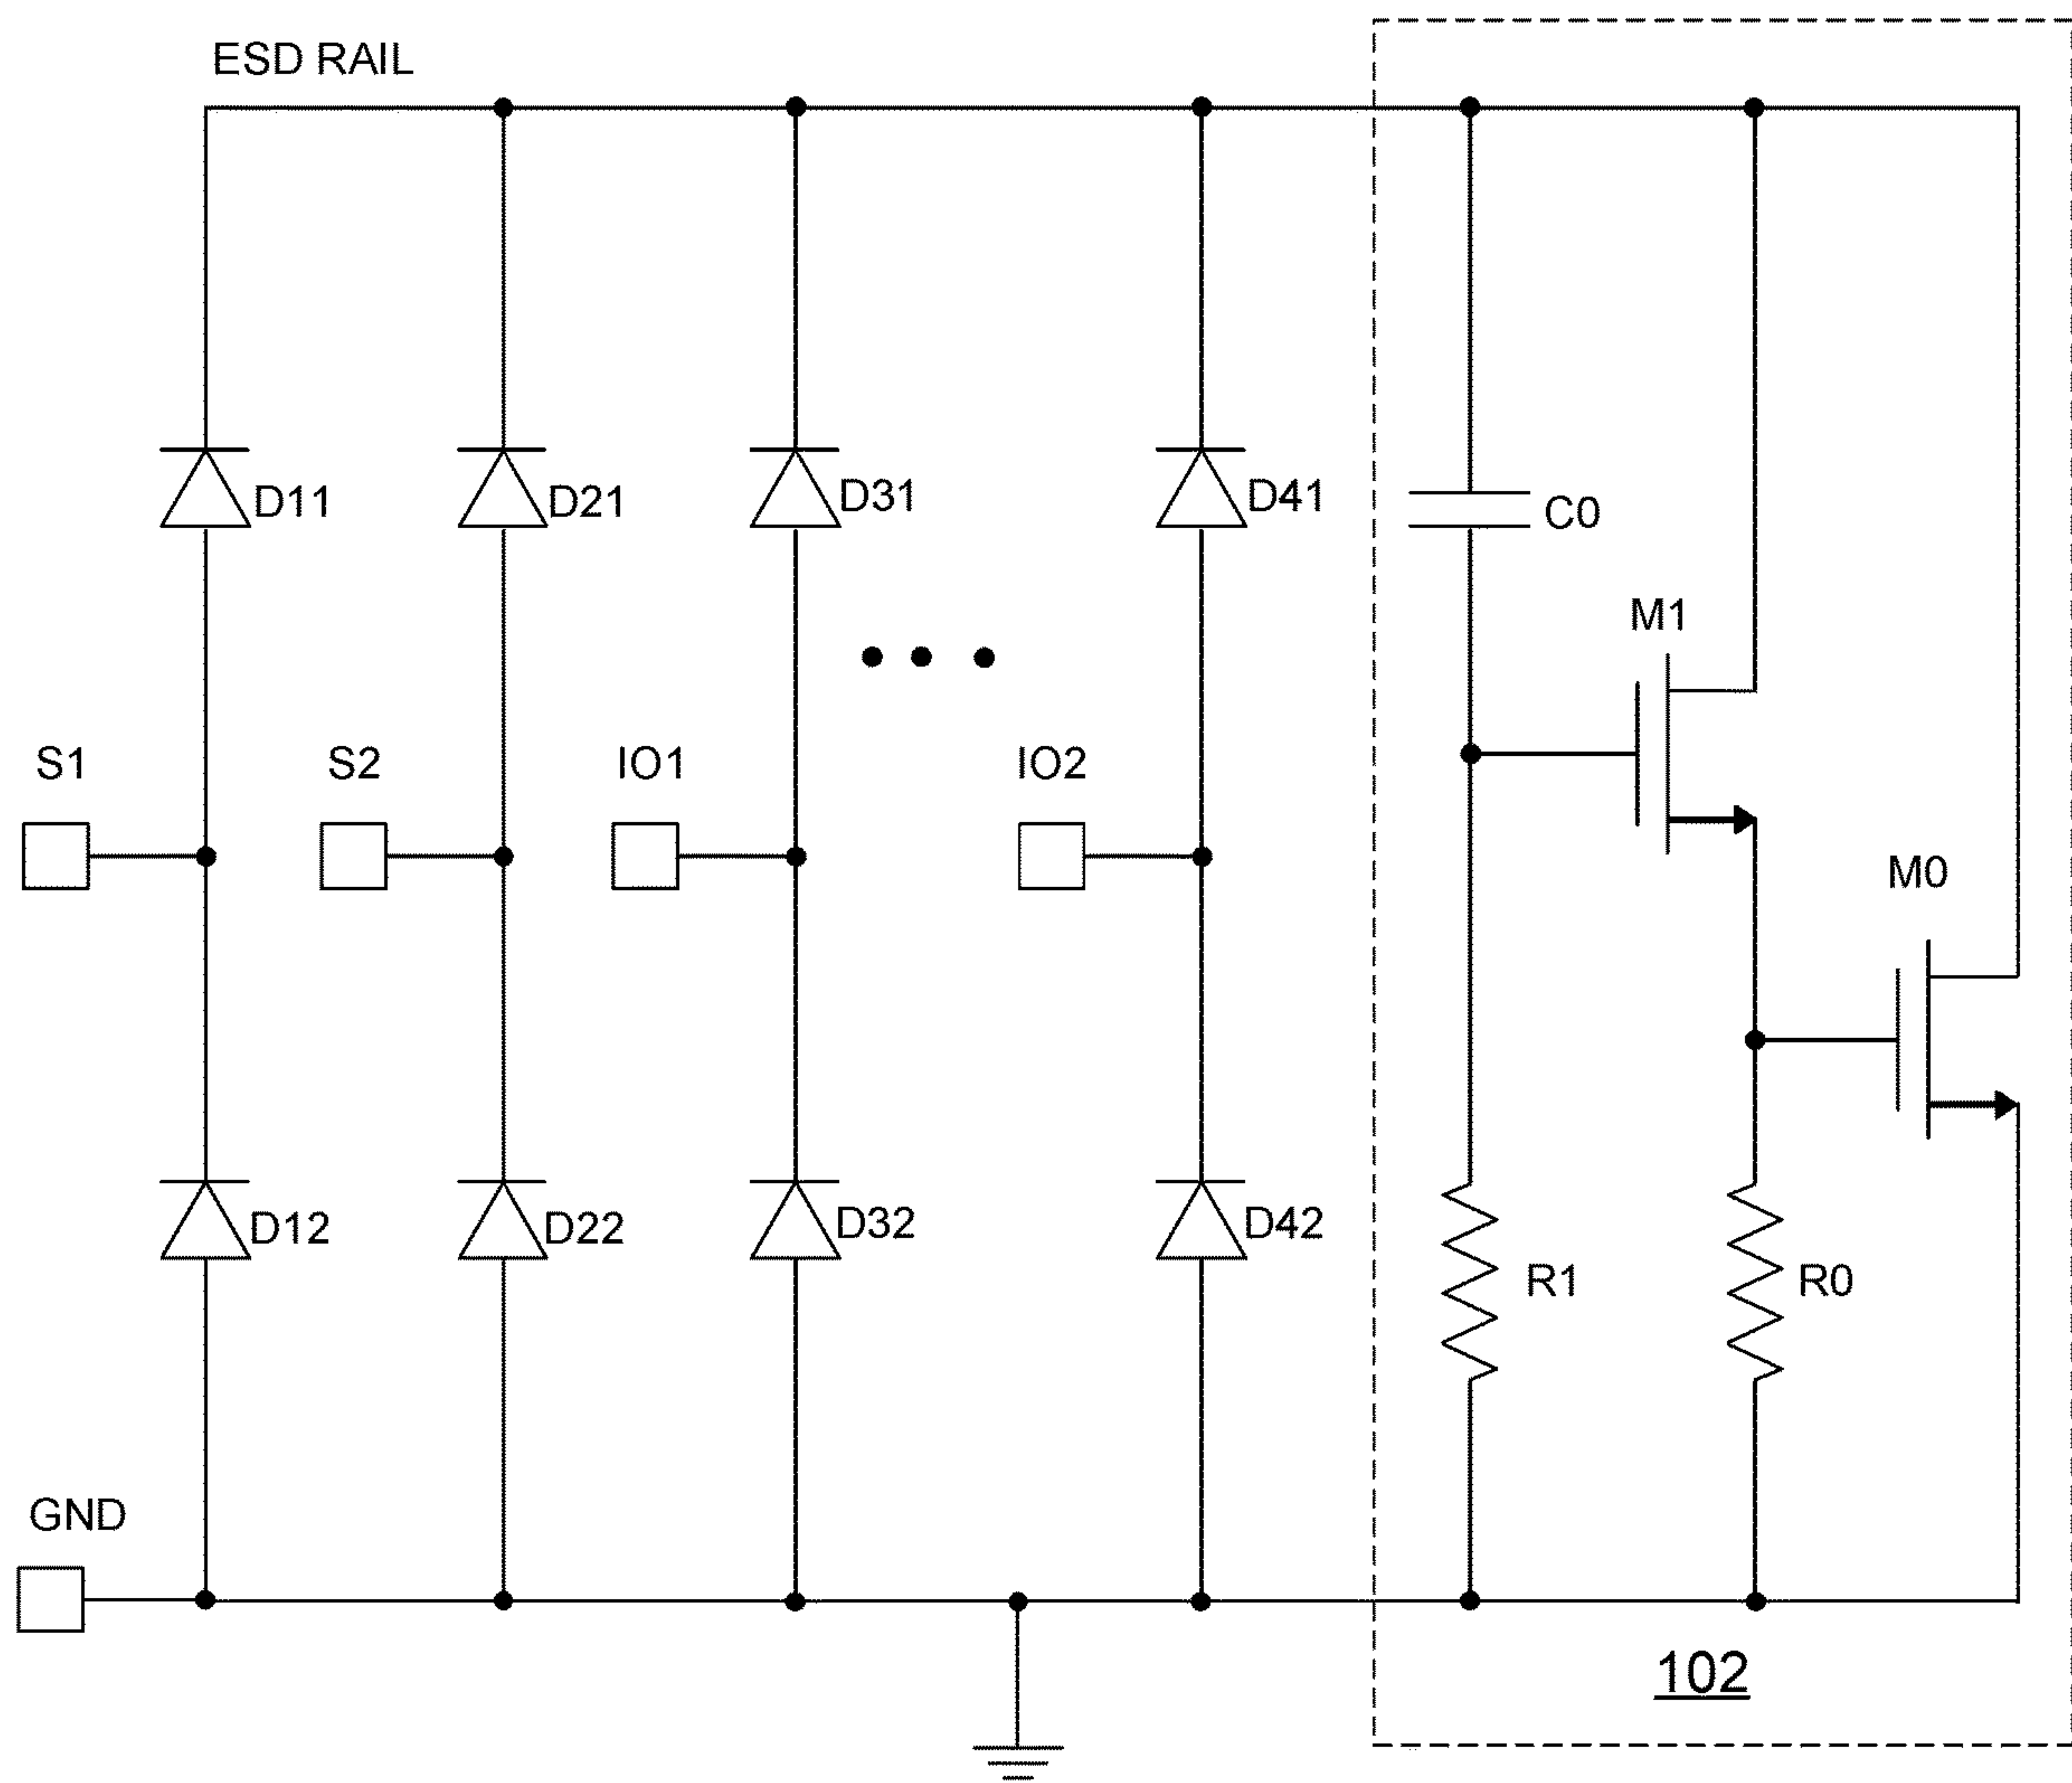 ESD RAIL
D11
D21
D31
D41
C0
M1
S1
S2
IO1
IO2
M0
D12
D22
D32
D42
R1
R0
GND
102